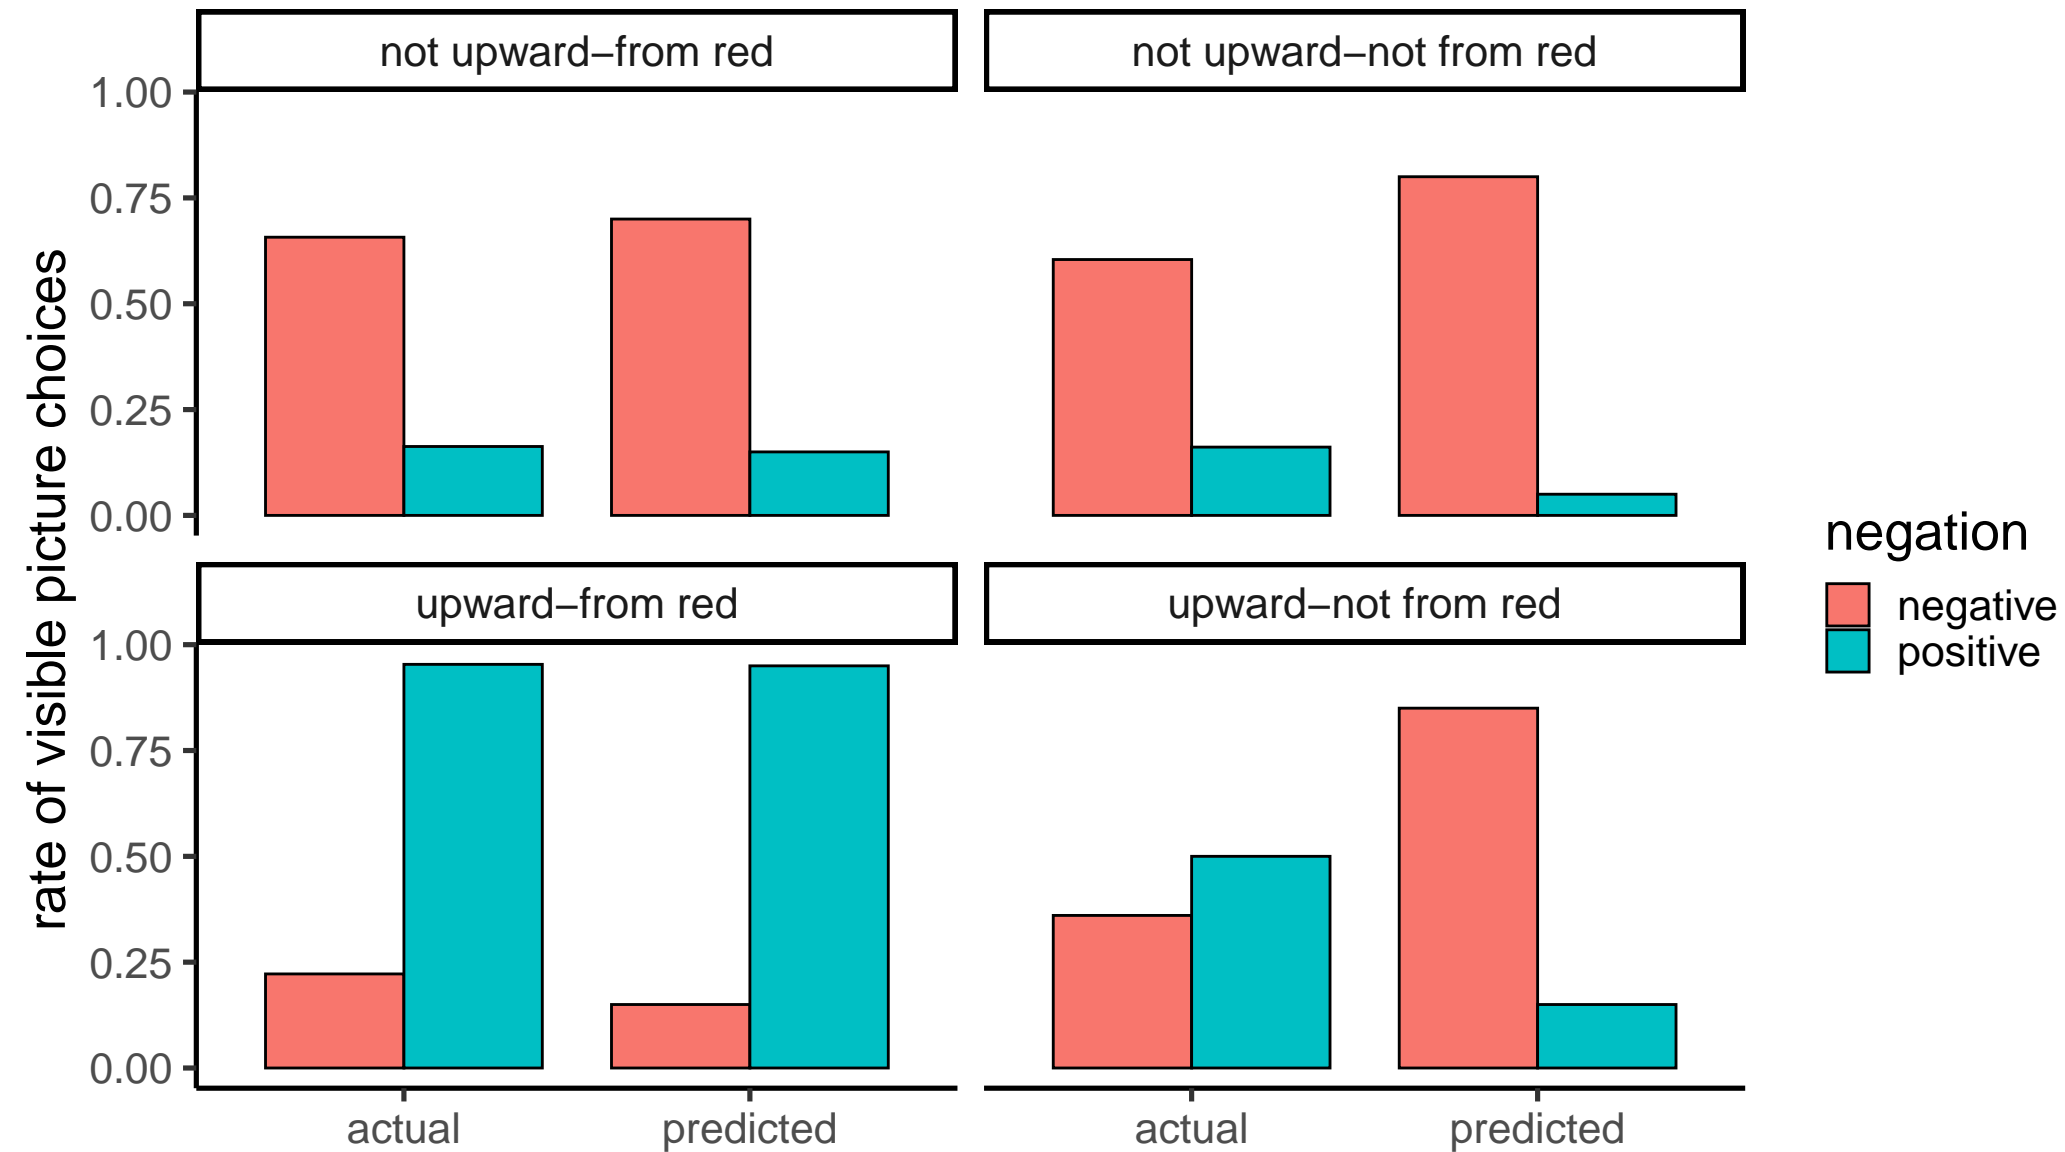 not upward–from red
not upward–not from red
1.00
0.75
0.50
0.25
0.00
upward–from red
upward–not from red
1.00
0.75
0.50
0.25
0.00
actual
predicted
actual
predicted
rate of visible picture choices
negation
negative
positive